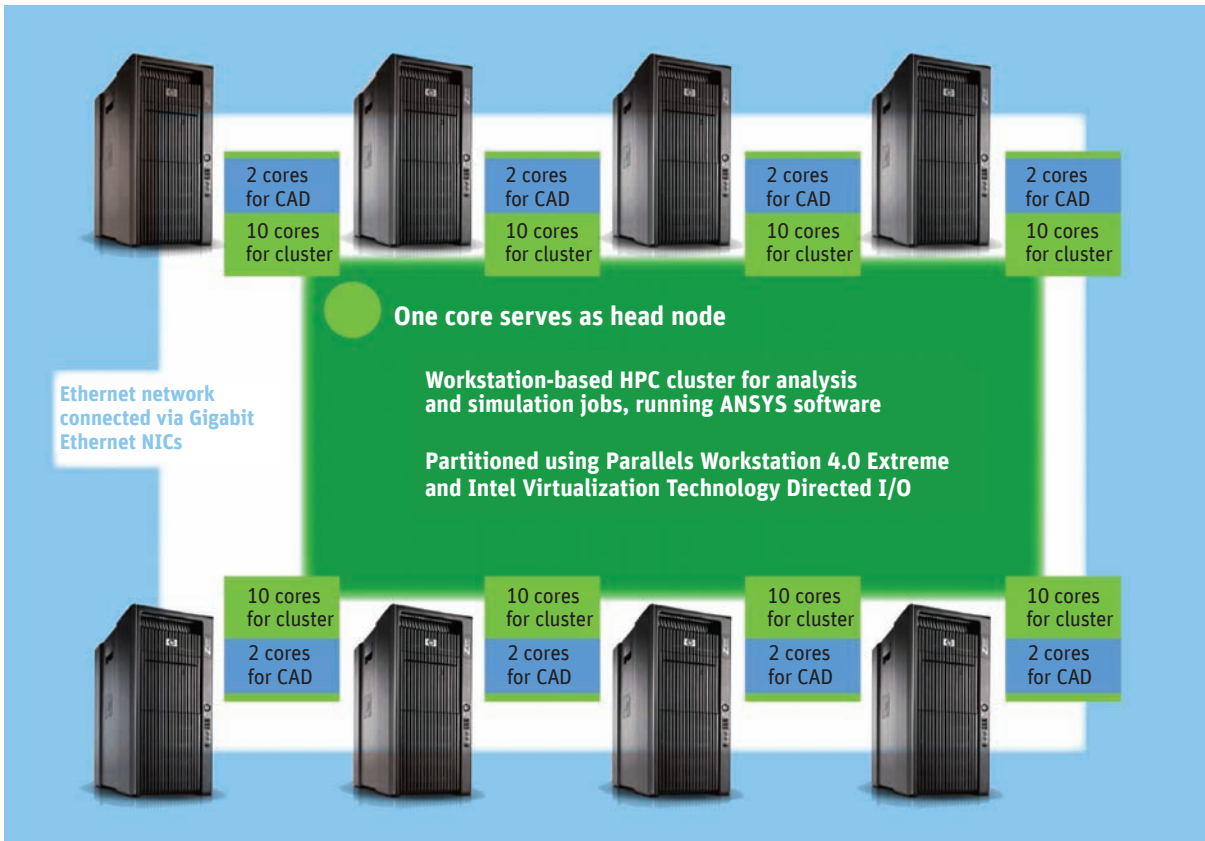 2 cores
for CAD
10 cores
for cluster
2 cores
for CAD
10 cores
for cluster
2 cores
for CAD
10 cores
for cluster
2 cores
for CAD
10 cores
for cluster
One core serves as head node
Workstation-based HPC cluster for analysis
and simulation jobs, running ANSYS software
Partitioned using Parallels Workstation 4.0 Extreme
and Intel Virtualization Technology Directed I/O
Ethernet network
connected via Gigabit
Ethernet NICs
10 cores
for cluster
2 cores
for CAD
10 cores
for cluster
2 cores
for CAD
10 cores
for cluster
2 cores
for CAD
10 cores
for cluster
2 cores
for CAD